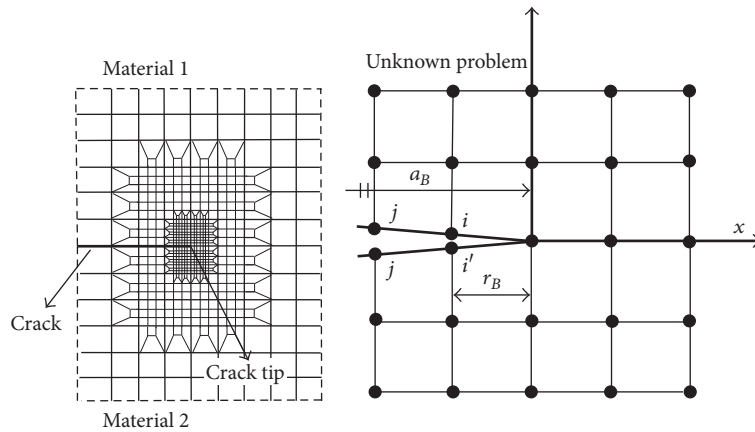 Material 1
Crack
Crack tip
Material 2
Unknown problem
a_B
j
i
x
j
i′
r_B